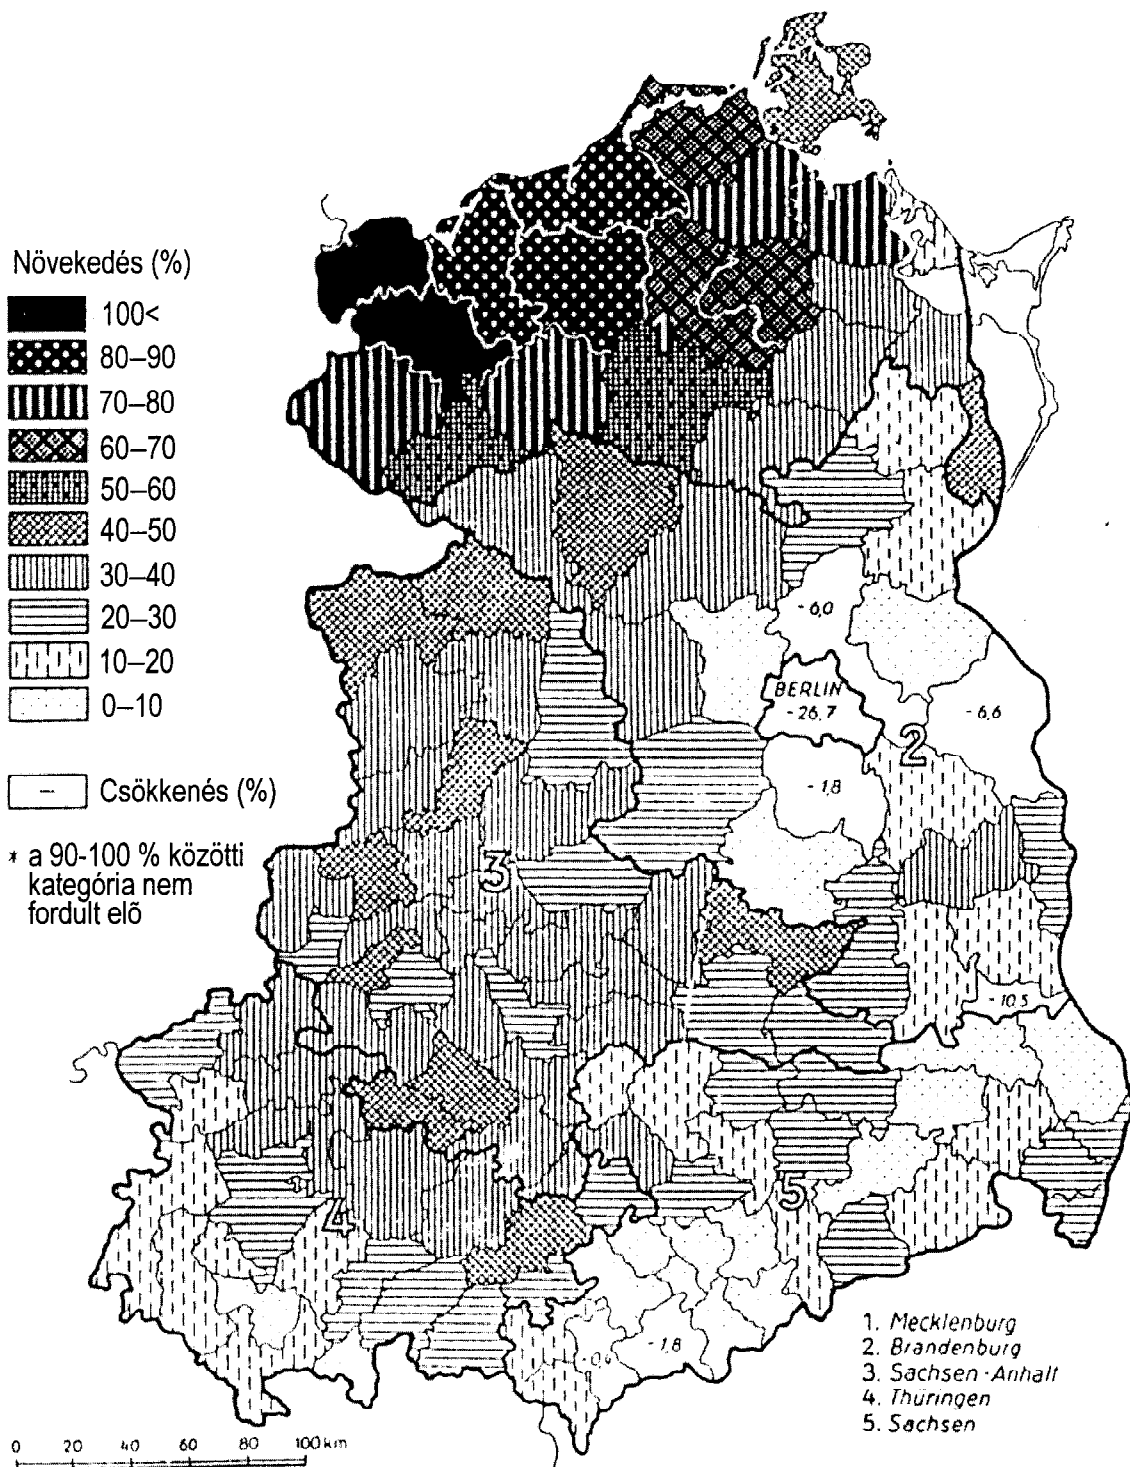 Növekedés (%)
100<
80–90
70–80
60–70
50–60
40–50
30–40
20–30
10–20
0–10
– Csökkenés (%)
* a 90-100 % közötti
kategória nem
fordult elõ
1
- 6,0
BERLIN
- 26,7
- 6,6
2
- 1,8
3
- 10,5
4
5
- 1,8
- 0,6
1. Mecklenburg
2. Brandenburg
3. Sachsen-Anhalt
4. Thüringen
5. Sachsen
0 20 40 60 80 100 km